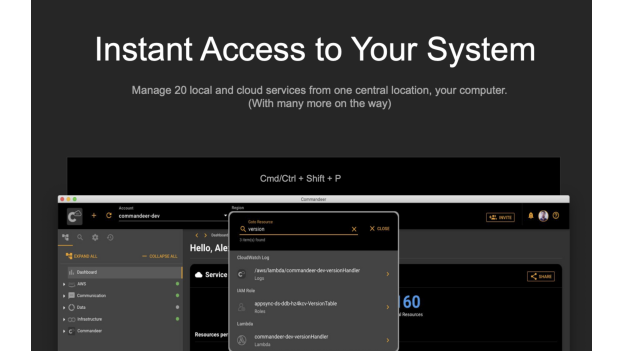 Instant Access to Your System
Manage 20 local and cloud services from one central location, your computer.
(With many more on the way)
Cmd/Ctrl + Shift + P
Commandeer
Account
commandeer-dev
Region
INVITE
Goto Resource
version
CLOSE
3 item(s) found
Dashboard
Hello, Ale
EXPAND ALL
COLLAPSE ALL
Dashboard
AWS
Communication
Data
Infrastructure
Commandeer
Service
SHARE
CloudWatch Log
/aws/lambda/commandeer-dev-versionHandler
Logs
IAM Role
appsync-ds-ddb-hz4kcv-VersionTable
Roles
Lambda
commandeer-dev-versionHandler
Lambda
160
Resources
Resources per